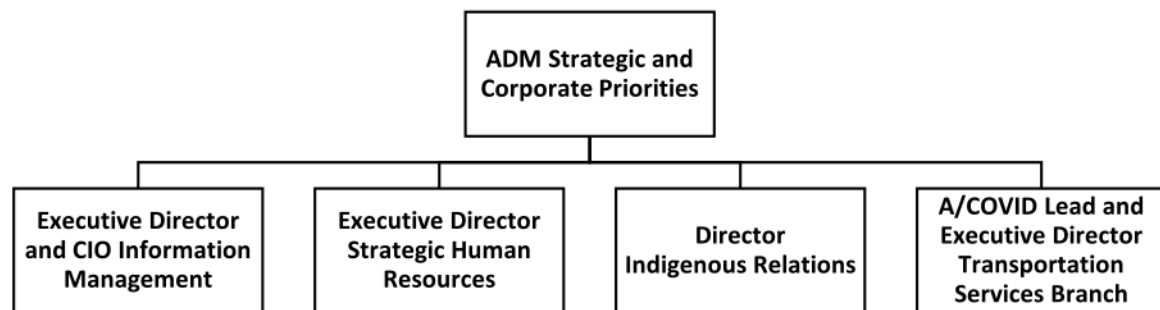 ADM Strategic and
Corporate Priorities
Executive Director
and CIO Information
Management
Executive Director
Strategic Human
Resources
Director
Indigenous Relations
A/COVID Lead and
Executive Director
Transportation
Services Branch